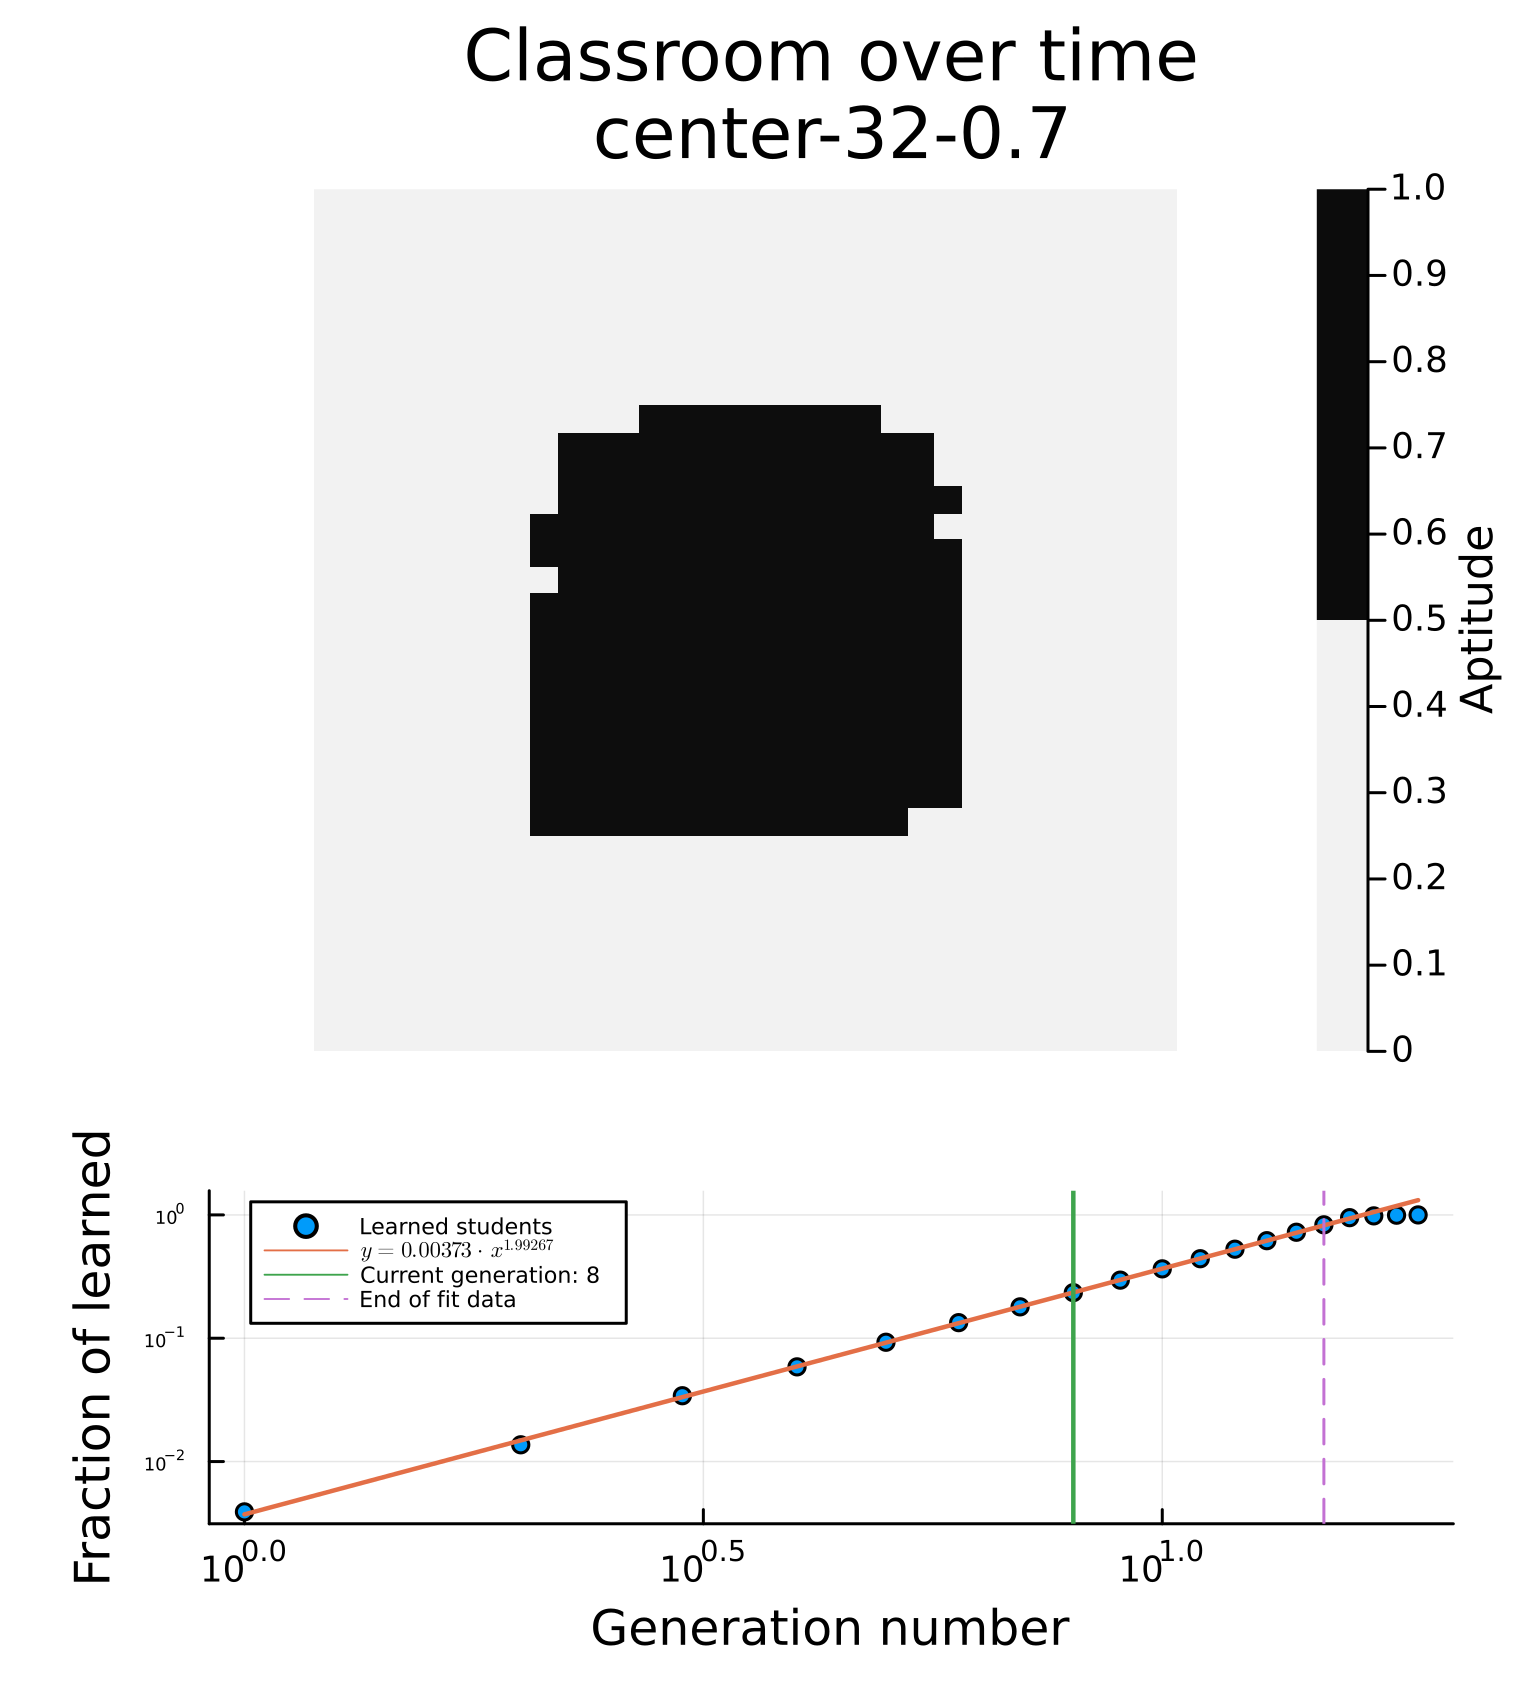 Classroom over time
center-32-0.7
1.0
0.9
0.8
0.7
0.6
0.5
0.4
0.3
0.2
0.1
0
Aptitude
Fraction of learned
10⁰
10⁻¹
10⁻²
Learned students
y = 0.00373 · x^1.99267
Current generation: 8
End of fit data
10^0.0
10^0.5
10^1.0
Generation number